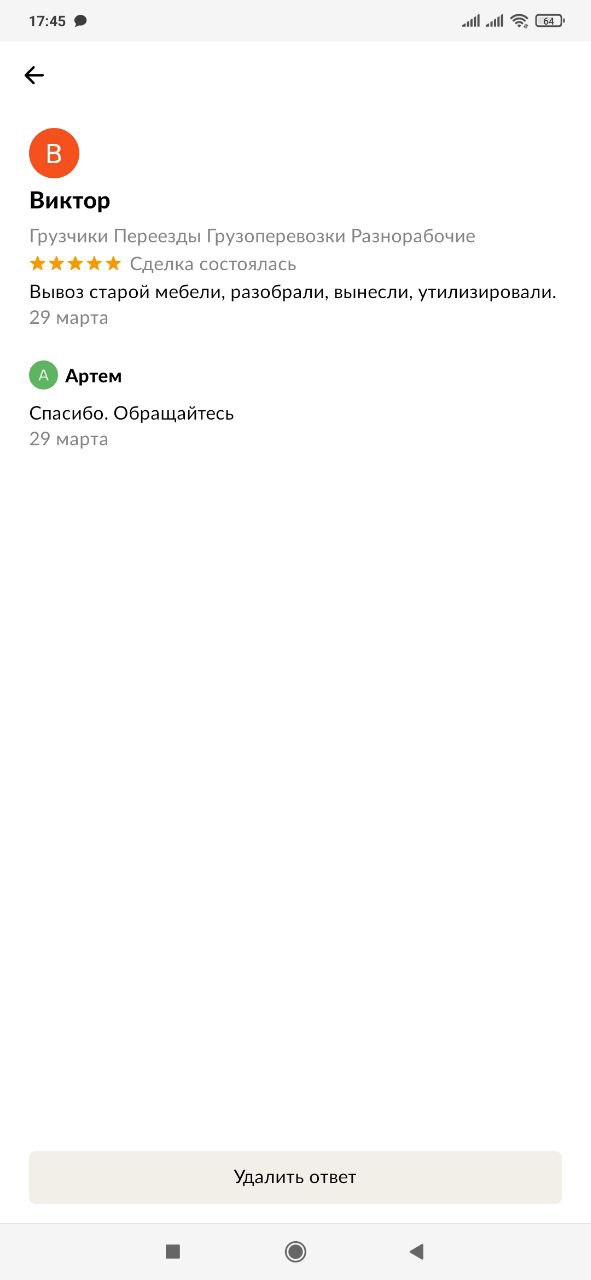 17:45
64
В
Виктор
Грузчики Переезды Грузоперевозки Разнорабочие
Сделка состоялась
Вывоз старой мебели, разобрали, вынесли, утилизировали.
29 марта
А Артем
Спасибо. Обращайтесь
29 марта
Удалить ответ